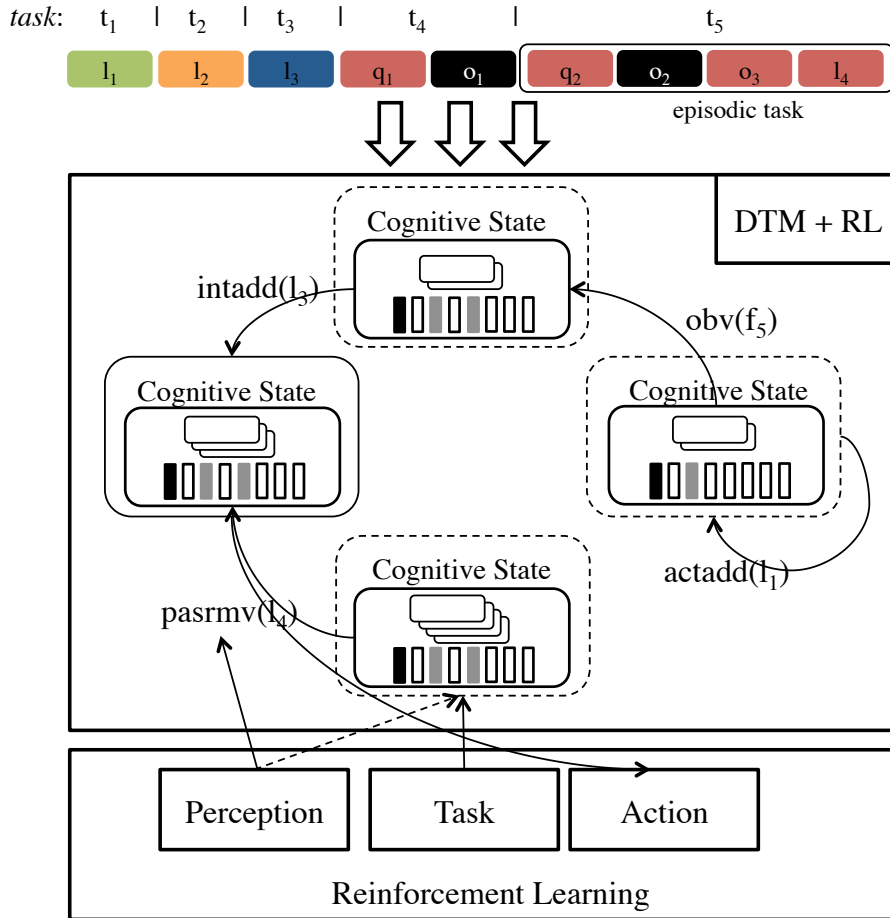 task: t1 | t2 | t3 | t4 | t5
l1 l2 l3 q1 o1 q2 o2 o3 l4
episodic task
DTM + RL
Cognitive State
intadd(l3)
obv(f5)
Cognitive State
Cognitive State
actadd(l1)
Cognitive State
pasrmv(l4)
Perception
Task
Action
Reinforcement Learning